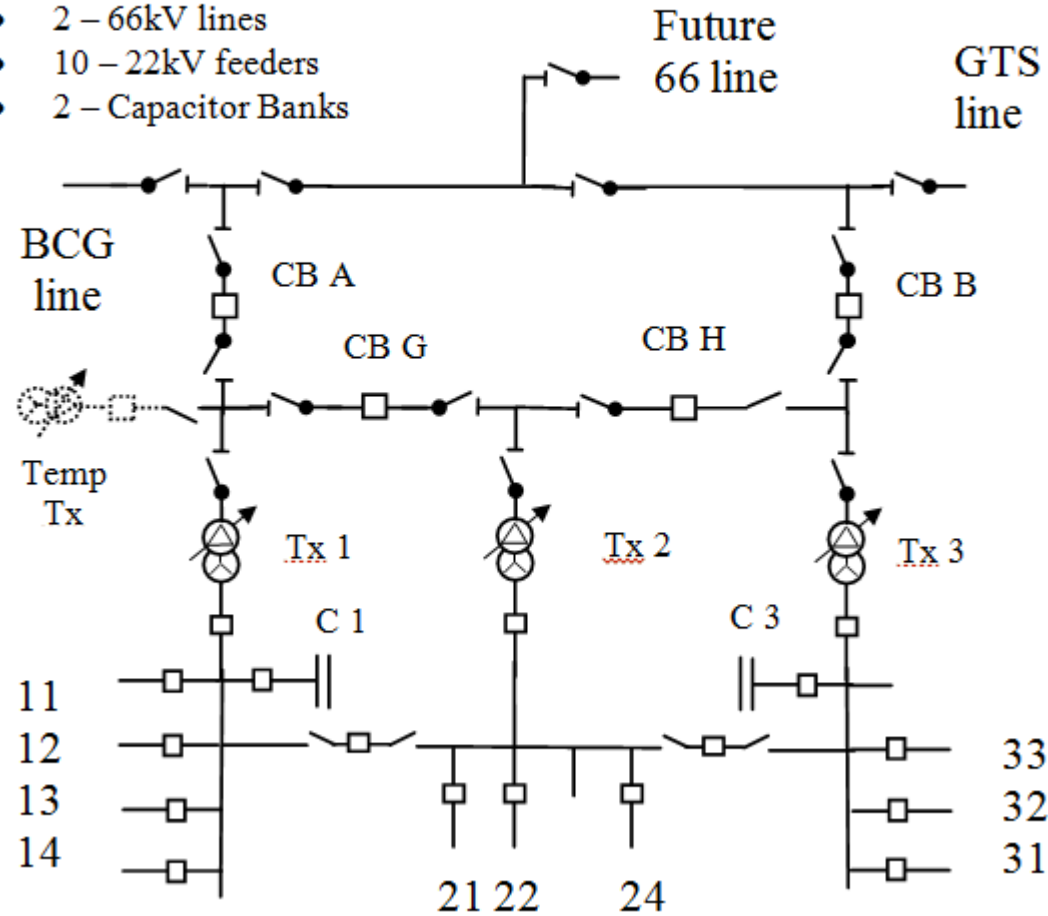 2 – 66kV lines
10 – 22kV feeders
2 – Capacitor Banks
Future
66 line
GTS
line
BCG
line
CB A
CB B
CB G
CB H
Temp
Tx
Tx 1
Tx 2
Tx 3
C 1
C 3
11
12
13
14
21 22
24
33
32
31